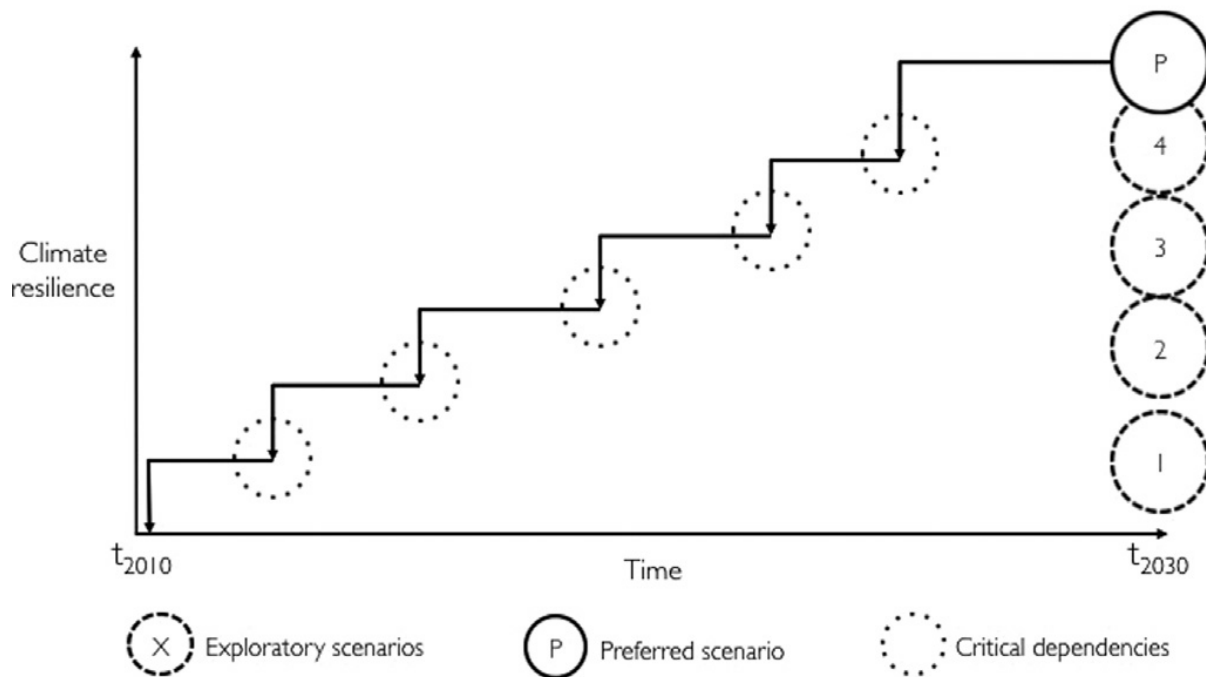 P
4
Climate
resilience
3
2
1
t2010
Time
t2030
X Exploratory scenarios
P Preferred scenario
Critical dependencies